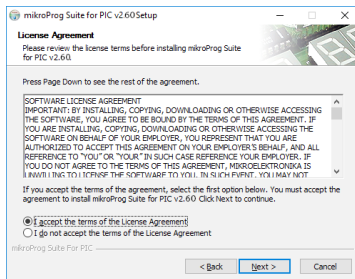 mikroProg Suite for PIC v2.60 Setup
License Agreement
Please review the license terms before installing mikroProg Suite
for PIC v2.60.
Press Page Down to see the rest of the agreement.
SOFTWARE LICENSE AGREEMENT
IMPORTANT: BY INSTALLING, COPYING, DOWNLOADING OR OTHERWISE ACCESSING
THE SOFTWARE, YOU AGREE TO BE BOUND BY THE TERMS OF THIS AGREEMENT. IF
YOU ARE INSTALLING, COPYING, DOWNLOADING OR OTHERWISE ACCESSING THE
SOFTWARE ON BEHALF OF YOUR EMPLOYER, YOU REPRESENT THAT YOU ARE
AUTHORIZED TO ACCEPT THIS AGREEMENT ON YOUR EMPLOYER'S BEHALF, AND ALL
REFERENCE TO "YOU" OR "YOUR" IN SUCH CASE REFERENCE YOUR EMPLOYER. IF
YOU DO NOT AGREE TO THE TERMS OF THIS AGREEMENT, MIKROELEKTRONIKA IS
UNWILLING TO LICENSE THE SOFTWARE TO YOU. IN SUCH EVENT, YOU MAY NOT
If you accept the terms of the agreement, select the first option below. You must accept the
agreement to install mikroProg Suite for PIC v2.60 Click Next to continue.
I accept the terms of the License Agreement
I do not accept the terms of the License Agreement
mikroProg Suite For PIC
< Back Next > Cancel